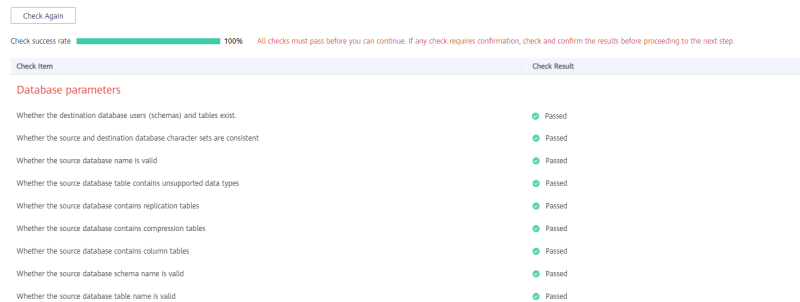 Check Again
Check success rate 100% All checks must pass before you can continue. If any check requires confirmation, check and confirm the results before proceeding to the next step.
Check Item Check Result
Database parameters
Whether the destination database users (schemas) and tables exist. Passed
Whether the source and destination database character sets are consistent Passed
Whether the source database name is valid Passed
Whether the source database table contains unsupported data types Passed
Whether the source database contains replication tables Passed
Whether the source database contains compression tables Passed
Whether the source database contains column tables Passed
Whether the source database schema name is valid Passed
Whether the source database table name is valid Passed